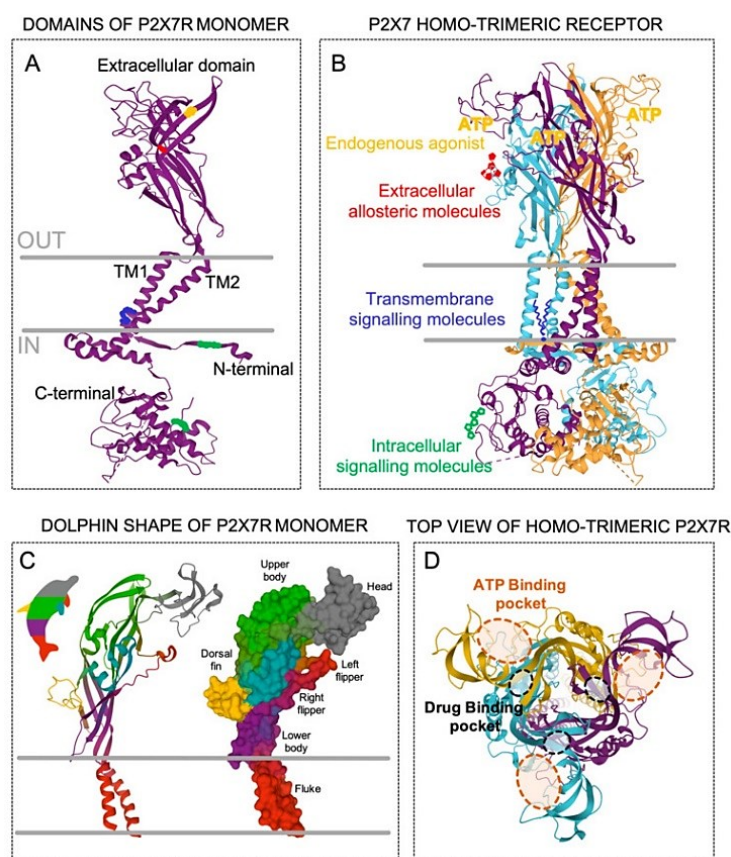 DOMAINS OF P2X7R MONOMER
A
Extracellular domain
OUT
TM1
TM2
IN
N-terminal
C-terminal
P2X7 HOMO-TRIMERIC RECEPTOR
B
ATP
ATP
ATP
Endogenous agonist
Extracellular
allosteric molecules
Transmembrane
signalling molecules
Intracellular
signalling molecules
DOLPHIN SHAPE OF P2X7R MONOMER
C
Upper
body
Head
Dorsal
fin
Left
flipper
Right
flipper
Lower
body
Fluke
TOP VIEW OF HOMO-TRIMERIC P2X7R
D
ATP Binding
pocket
Drug Binding
pocket